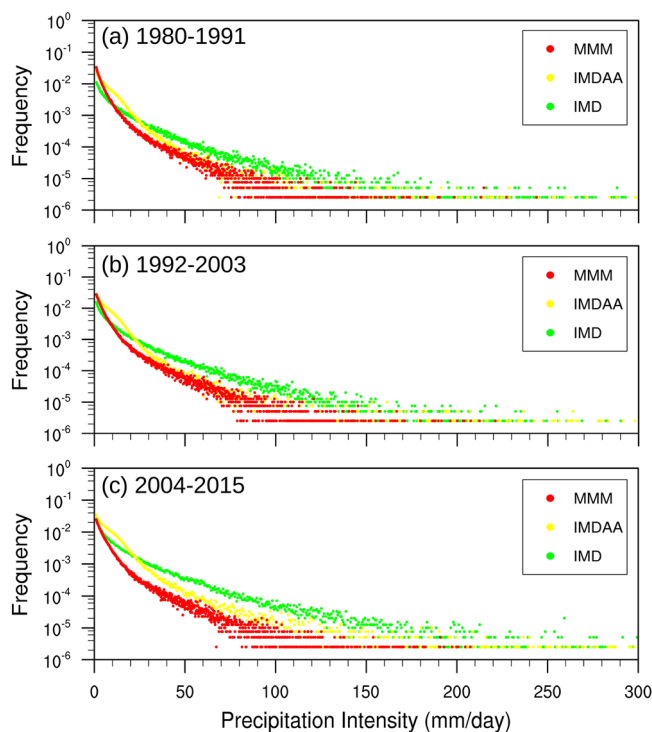 10^0
(a) 1980-1991
10^-1
10^-2
10^-3
10^-4
10^-5
10^-6
Frequency
MMM
IMDAA
IMD
10^0
(b) 1992-2003
10^-1
10^-2
10^-3
10^-4
10^-5
10^-6
Frequency
MMM
IMDAA
IMD
10^0
(c) 2004-2015
10^-1
10^-2
10^-3
10^-4
10^-5
10^-6
Frequency
MMM
IMDAA
IMD
0 50 100 150 200 250 300
Precipitation Intensity (mm/day)